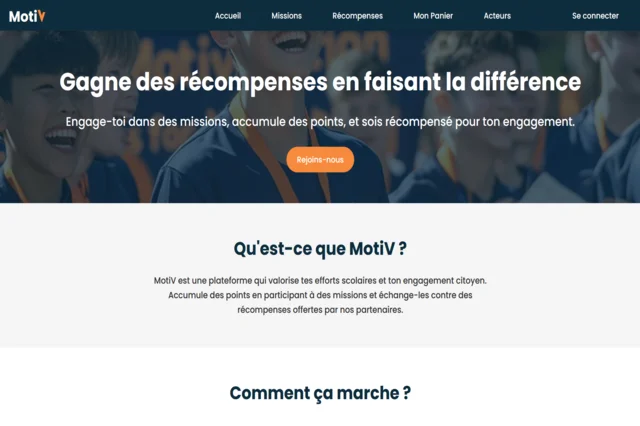 MotiV
Accueil
Missions
Récompenses
Mon Panier
Acteurs
Se connecter
Gagne des récompenses en faisant la différence
Engage-toi dans des missions, accumule des points, et sois récompensé pour ton engagement.
Rejoins-nous
Qu'est-ce que MotiV ?
MotiV est une plateforme qui valorise tes efforts scolaires et ton engagement citoyen.
Accumule des points en participant à des missions et échange-les contre des
récompenses offertes par nos partenaires.
Comment ça marche ?